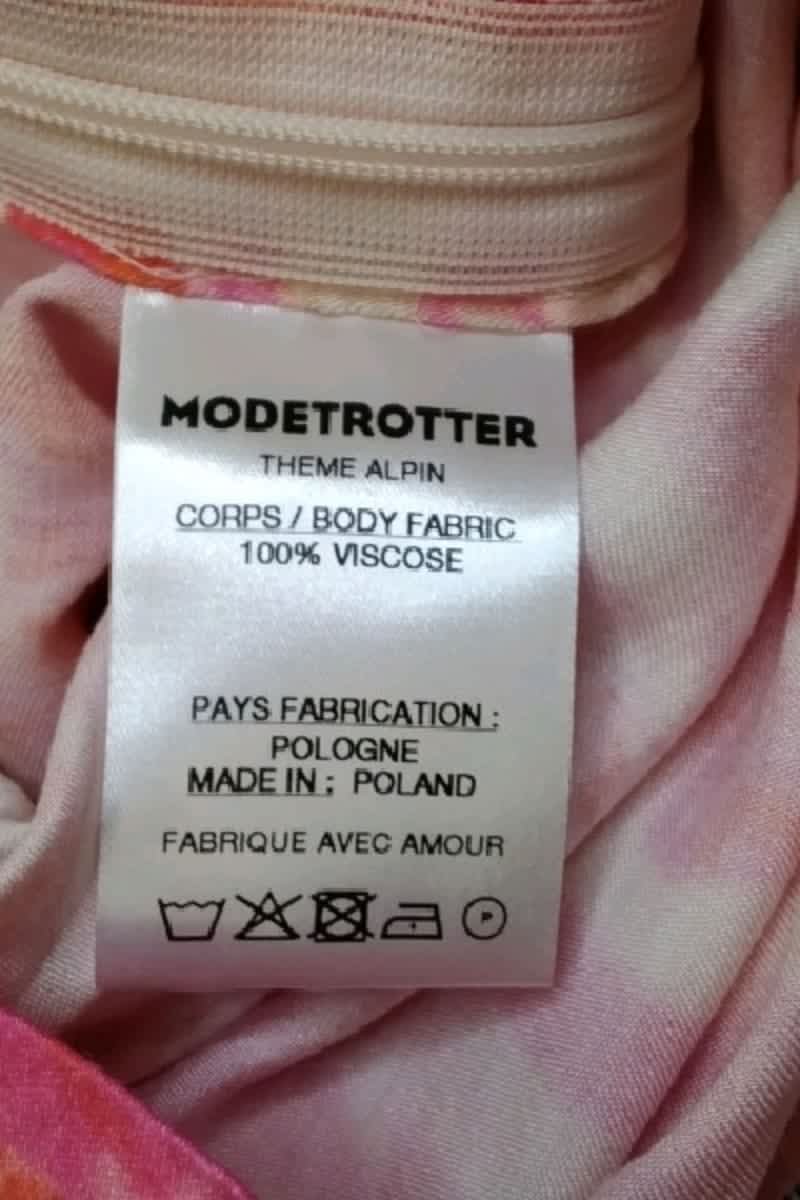 MODETROTTER
THEME ALPIN
CORPS / BODY FABRIC
100% VISCOSE
PAYS FABRICATION :
POLOGNE
MADE IN : POLAND
FABRIQUE AVEC AMOUR
P